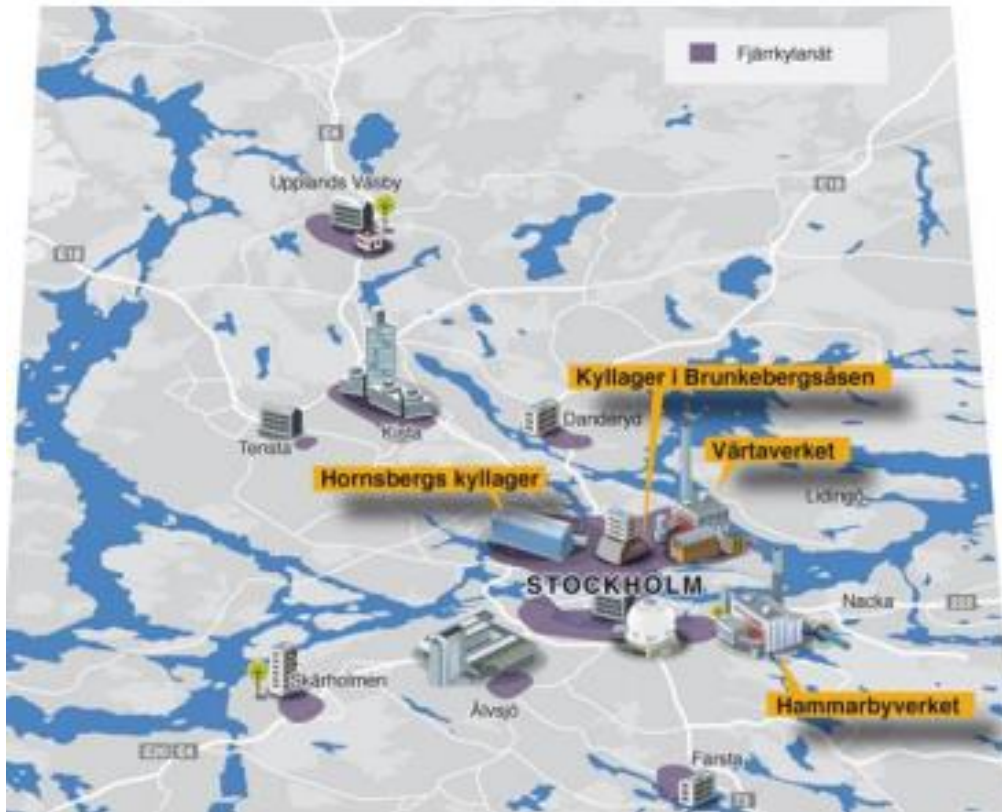 Fjärrkylanät
Upplands Väsby
Kista
Tensta
Danderyd
Kyllager i Brunkebergsåsen
Värtaverket
Hornsbergs kyllager
Lidingö
STOCKHOLM
Nacka
Skärholmen
Älvsjö
Hammarbyverket
Farsta